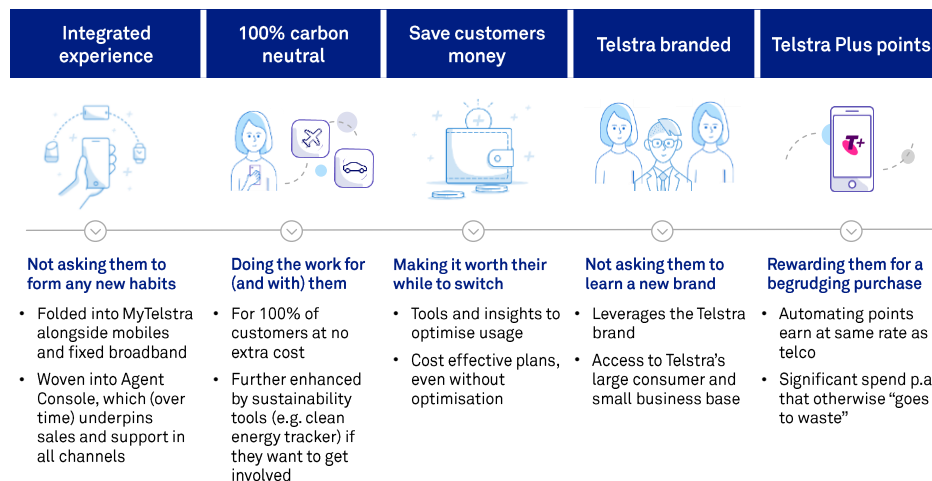 Integrated
experience
100% carbon
neutral
Save customers
money
Telstra branded
Telstra Plus points
T+
Not asking them to
form any new habits
• Folded into MyTelstra
alongside mobiles
and fixed broadband
• Woven into Agent
Console, which (over
time) underpins
sales and support in
all channels
Doing the work for
(and with) them
• For 100% of
customers at no
extra cost
• Further enhanced
by sustainability
tools (e.g. clean
energy tracker) if
they want to get
involved
Making it worth their
while to switch
• Tools and insights to
optimise usage
• Cost effective plans,
even without
optimisation
Not asking them to
learn a new brand
• Leverages the Telstra
brand
• Access to Telstra's
large consumer and
small business base
Rewarding them for a
begrudging purchase
• Automating points
earn at same rate as
telco
• Significant spend p.a
that otherwise “goes
to waste”